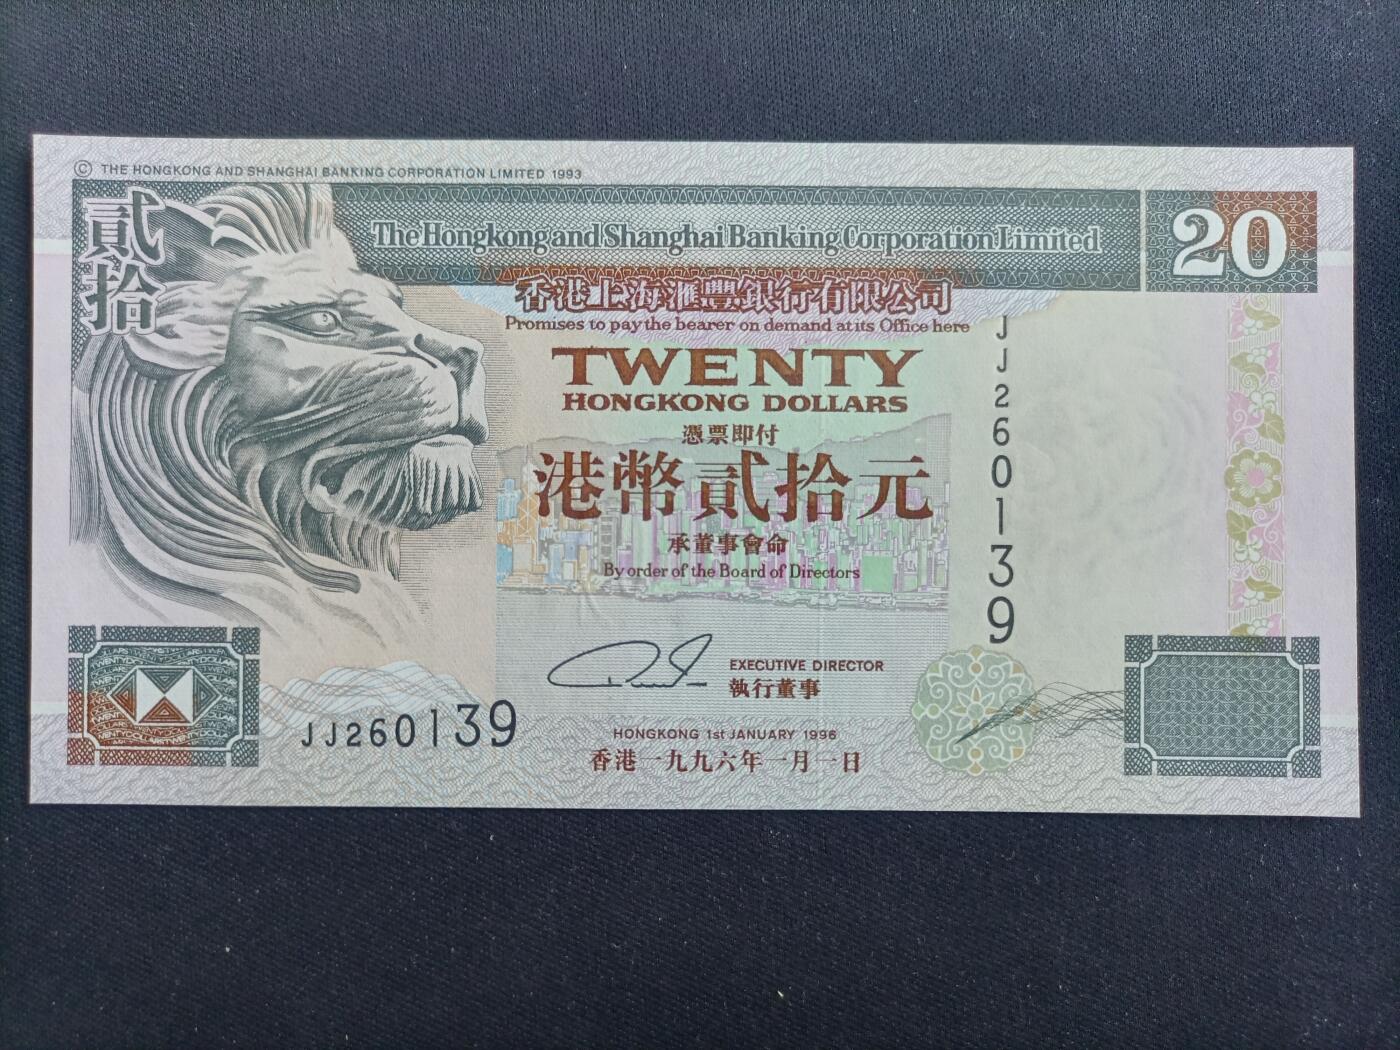 © THE HONGKONG AND SHANGHAI BANKING CORPORATION LIMITED 1993
貳拾
The Hongkong and Shanghai Banking Corporation Limited
20
香港上海滙豐銀行有限公司
Promises to pay the bearer on demand at its Office here
TWENTY
HONGKONG DOLLARS
憑票即付
港幣貳拾元
承董事會命
By order of the Board of Directors
JJ260139
EXECUTIVE DIRECTOR
執行董事
JJ260139
HONGKONG 1st JANUARY 1996
香港一九九六年一月一日